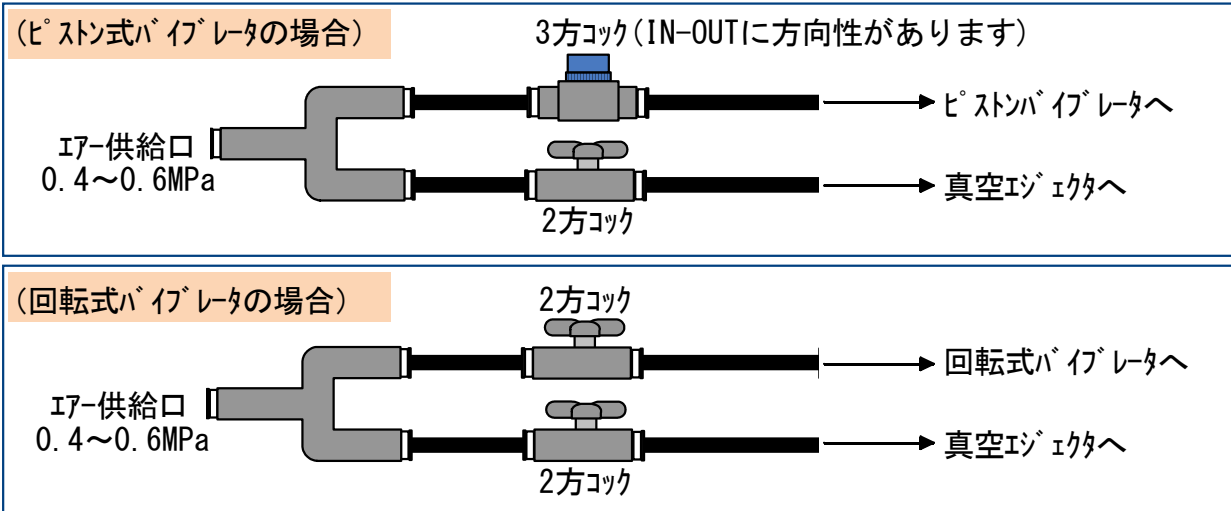 (ﾋﾟｽﾄﾝ式ﾊﾞｲﾌﾞﾚｰﾀの場合)
3方ｺｯｸ(IN-OUTに方向性があります)
ﾋﾟｽﾄﾝﾊﾞｲﾌﾞﾚｰﾀへ
ｴｱｰ供給口
0.4～0.6MPa
真空ｴｼﾞｪｸﾀへ
2方ｺｯｸ
(回転式ﾊﾞｲﾌﾞﾚｰﾀの場合)
2方ｺｯｸ
回転式ﾊﾞｲﾌﾞﾚｰﾀへ
ｴｱｰ供給口
0.4～0.6MPa
真空ｴｼﾞｪｸﾀへ
2方ｺｯｸ